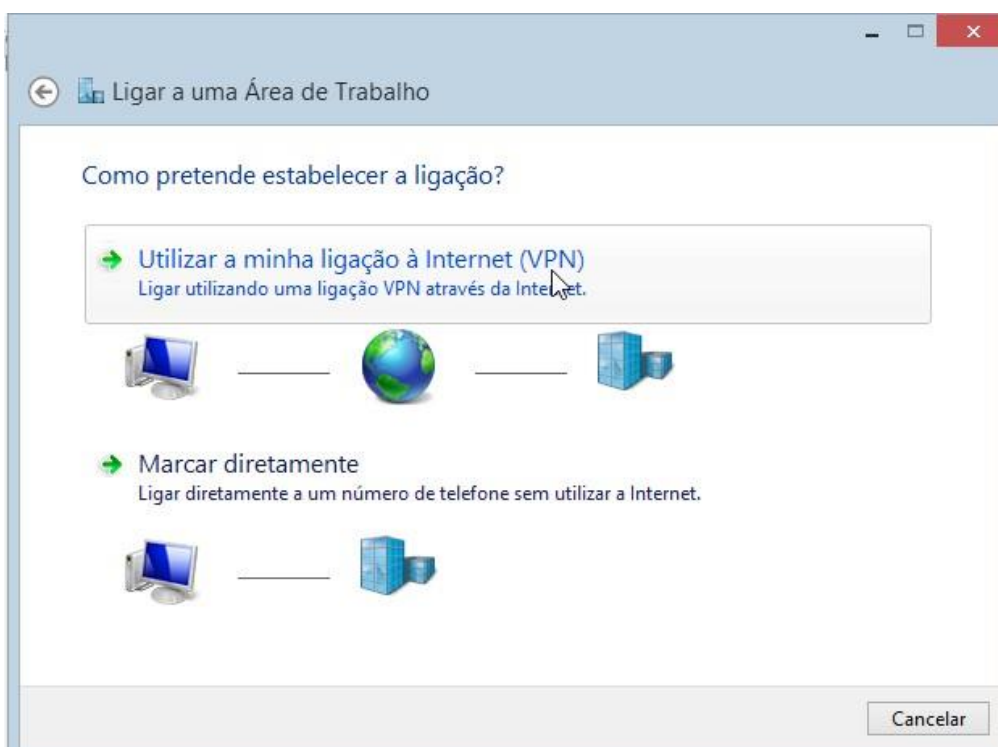 Ligar a uma Área de Trabalho
Como pretende estabelecer a ligação?
Utilizar a minha ligação à Internet (VPN)
Ligar utilizando uma ligação VPN através da Internet.
Marcar diretamente
Ligar diretamente a um número de telefone sem utilizar a Internet.
Cancelar